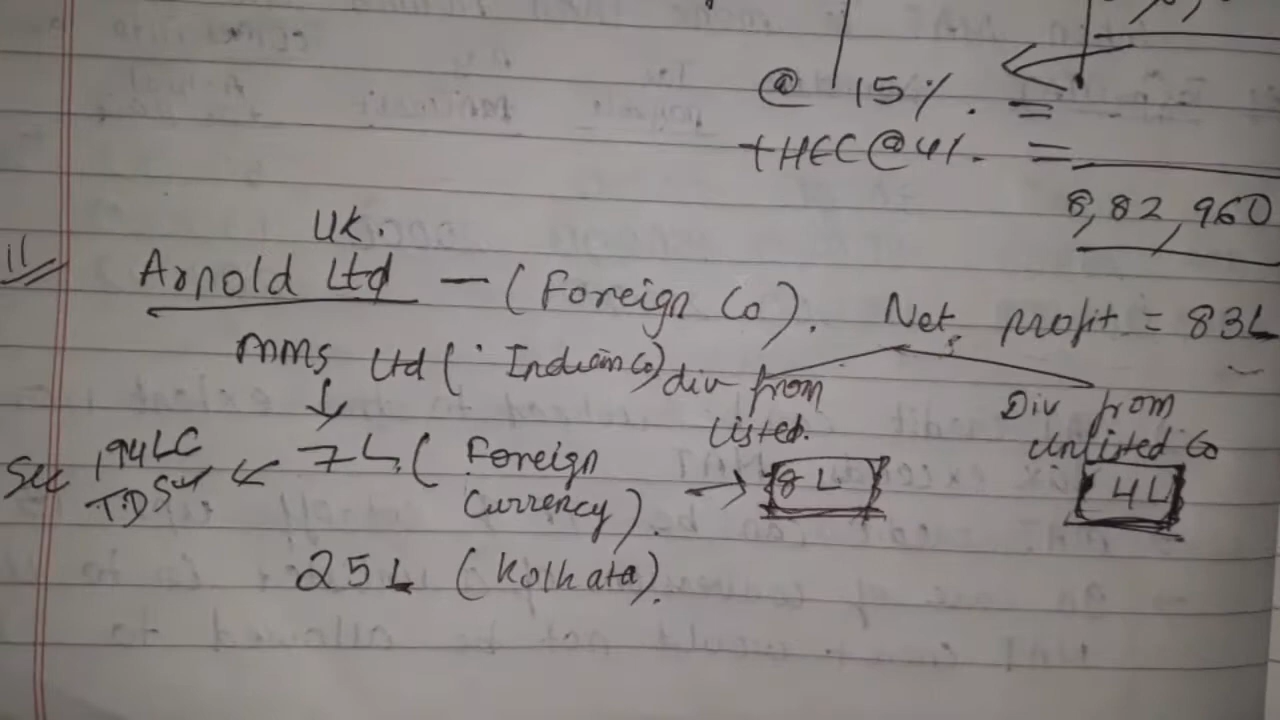 @ 15%. =
+HEC@4%. =
8,82,960
UK.
ii Arnold Ltd — (Foreign Co). Net profit = 83L
MMS Ltd (Indian Co) div from listed. 8L
Div from Unlisted Co 4L
Sec 194LC TDS ← 7L (Foreign Currency). →
25L (Kolkata).